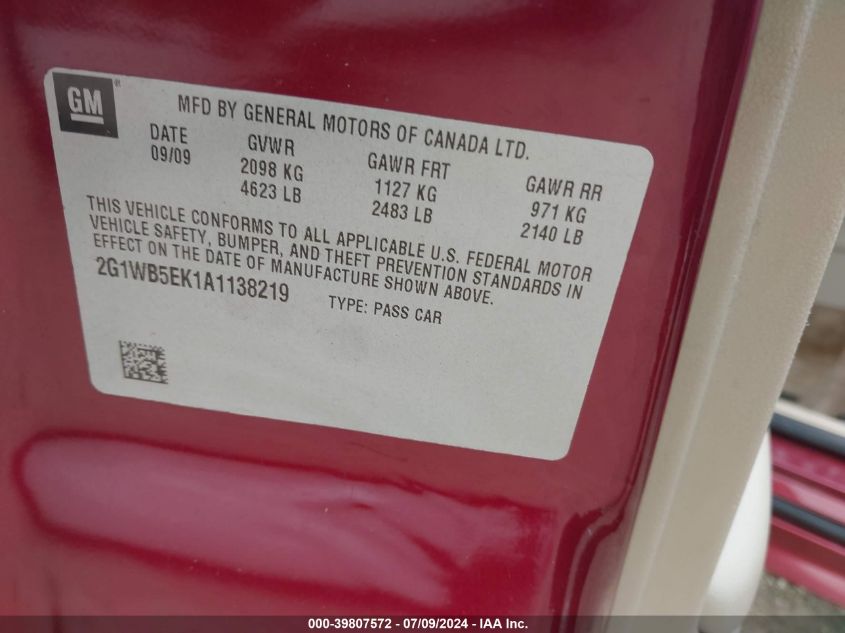 GM®
MFD BY GENERAL MOTORS OF CANADA LTD.
DATE GVWR GAWR FRT GAWR RR
09/09 2098 KG 1127 KG 971 KG
4623 LB 2483 LB 2140 LB
THIS VEHICLE CONFORMS TO ALL APPLICABLE U.S. FEDERAL MOTOR
VEHICLE SAFETY, BUMPER, AND THEFT PREVENTION STANDARDS IN
EFFECT ON THE DATE OF MANUFACTURE SHOWN ABOVE.
2G1WB5EK1A1138219 TYPE: PASS CAR
000-39807572 / 07/09/2024 - IAA Inc.